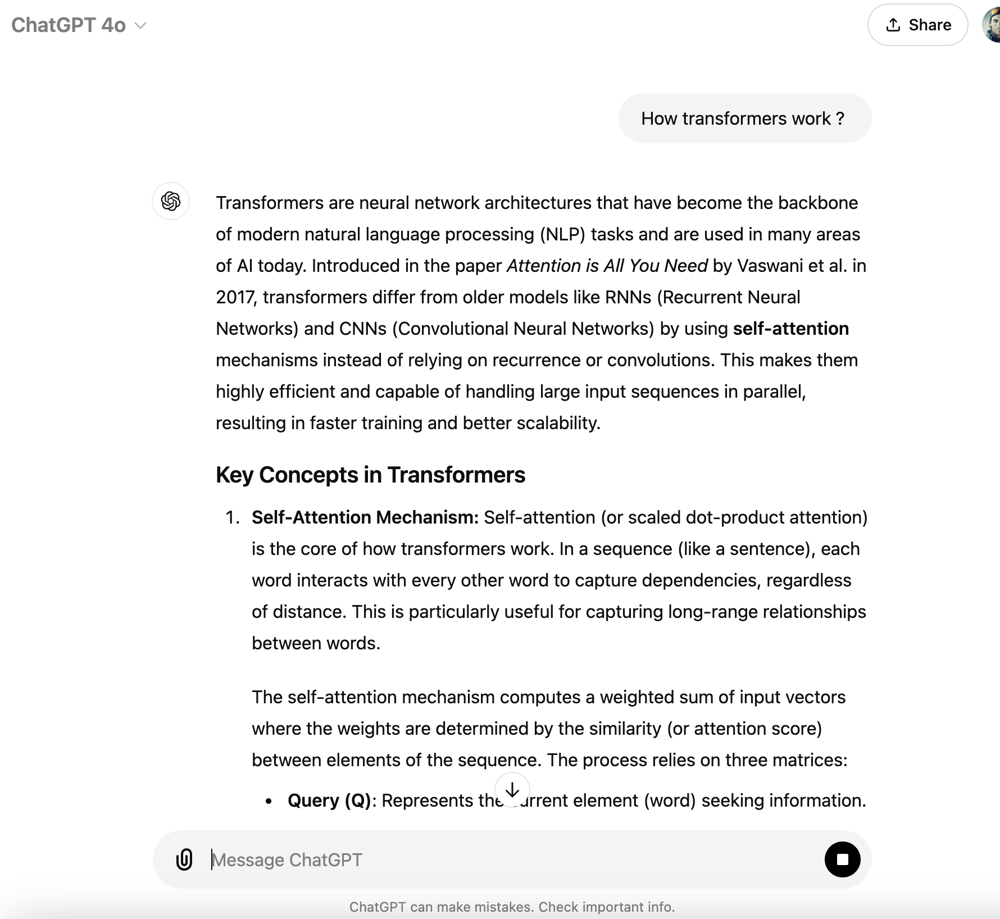 ChatGPT 4o
Share
How transformers work ?
Transformers are neural network architectures that have become the backbone
of modern natural language processing (NLP) tasks and are used in many areas
of AI today. Introduced in the paper Attention is All You Need by Vaswani et al. in
2017, transformers differ from older models like RNNs (Recurrent Neural
Networks) and CNNs (Convolutional Neural Networks) by using self-attention
mechanisms instead of relying on recurrence or convolutions. This makes them
highly efficient and capable of handling large input sequences in parallel,
resulting in faster training and better scalability.
Key Concepts in Transformers
1. Self-Attention Mechanism: Self-attention (or scaled dot-product attention)
is the core of how transformers work. In a sequence (like a sentence), each
word interacts with every other word to capture dependencies, regardless
of distance. This is particularly useful for capturing long-range relationships
between words.
The self-attention mechanism computes a weighted sum of input vectors
where the weights are determined by the similarity (or attention score)
between elements of the sequence. The process relies on three matrices:
• Query (Q): Represents the current element (word) seeking information.
Message ChatGPT
ChatGPT can make mistakes. Check important info.